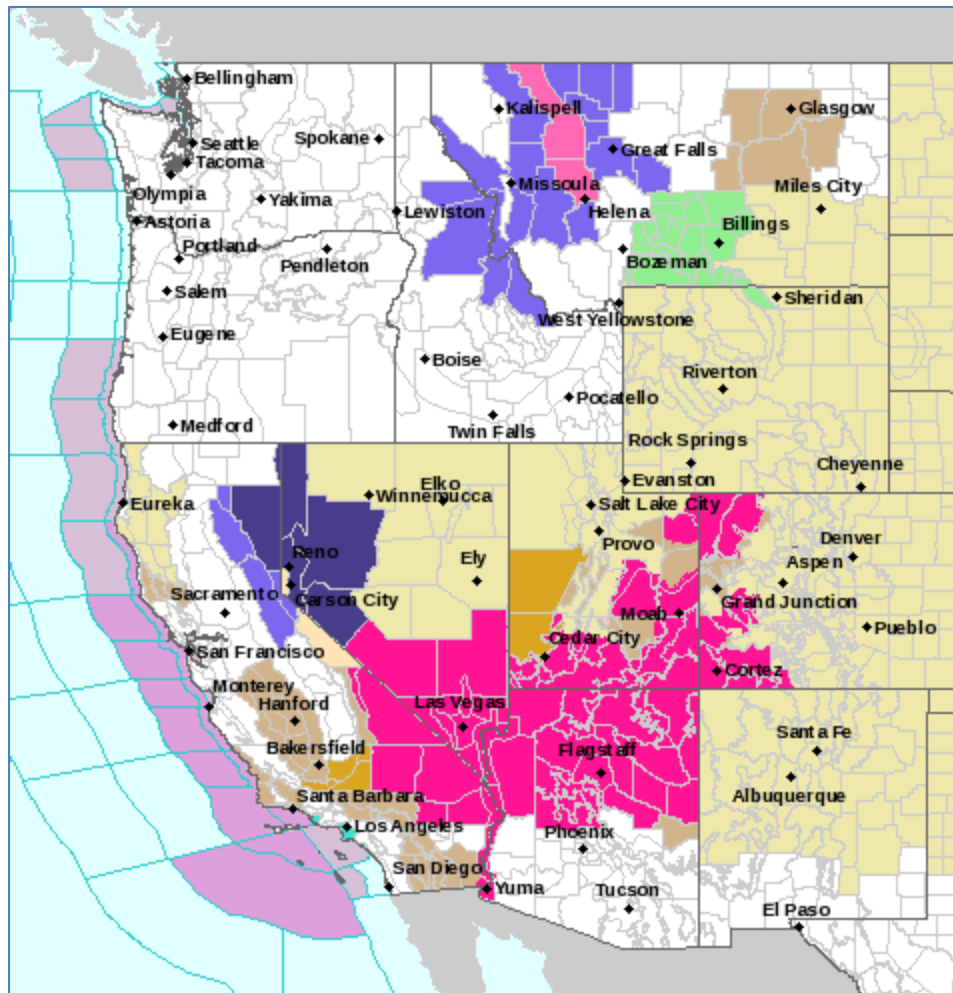 Bellingham
Kalispell
Glasgow
Spokane
Seattle
Great Falls
Tacoma
Missoula
Miles City
Olympia
Yakima
Lewiston
Helena
Astoria
Billings
Portland
Pendleton
Bozeman
Salem
Sheridan
West Yellowstone
Eugene
Boise
Riverton
Pocatello
Medford
Twin Falls
Rock Springs
Cheyenne
Evanston
Elko
Winnemucca
Eureka
Salt Lake City
Provo
Denver
Reno
Ely
Aspen
Sacramento
Carson City
Grand Junction
Moab
Pueblo
Cedar City
San Francisco
Cortez
Monterey
Hanford
Las Vegas
Santa Fe
Bakersfield
Flagstaff
Albuquerque
Santa Barbara
Los Angeles
Phoenix
San Diego
Yuma
Tucson
El Paso